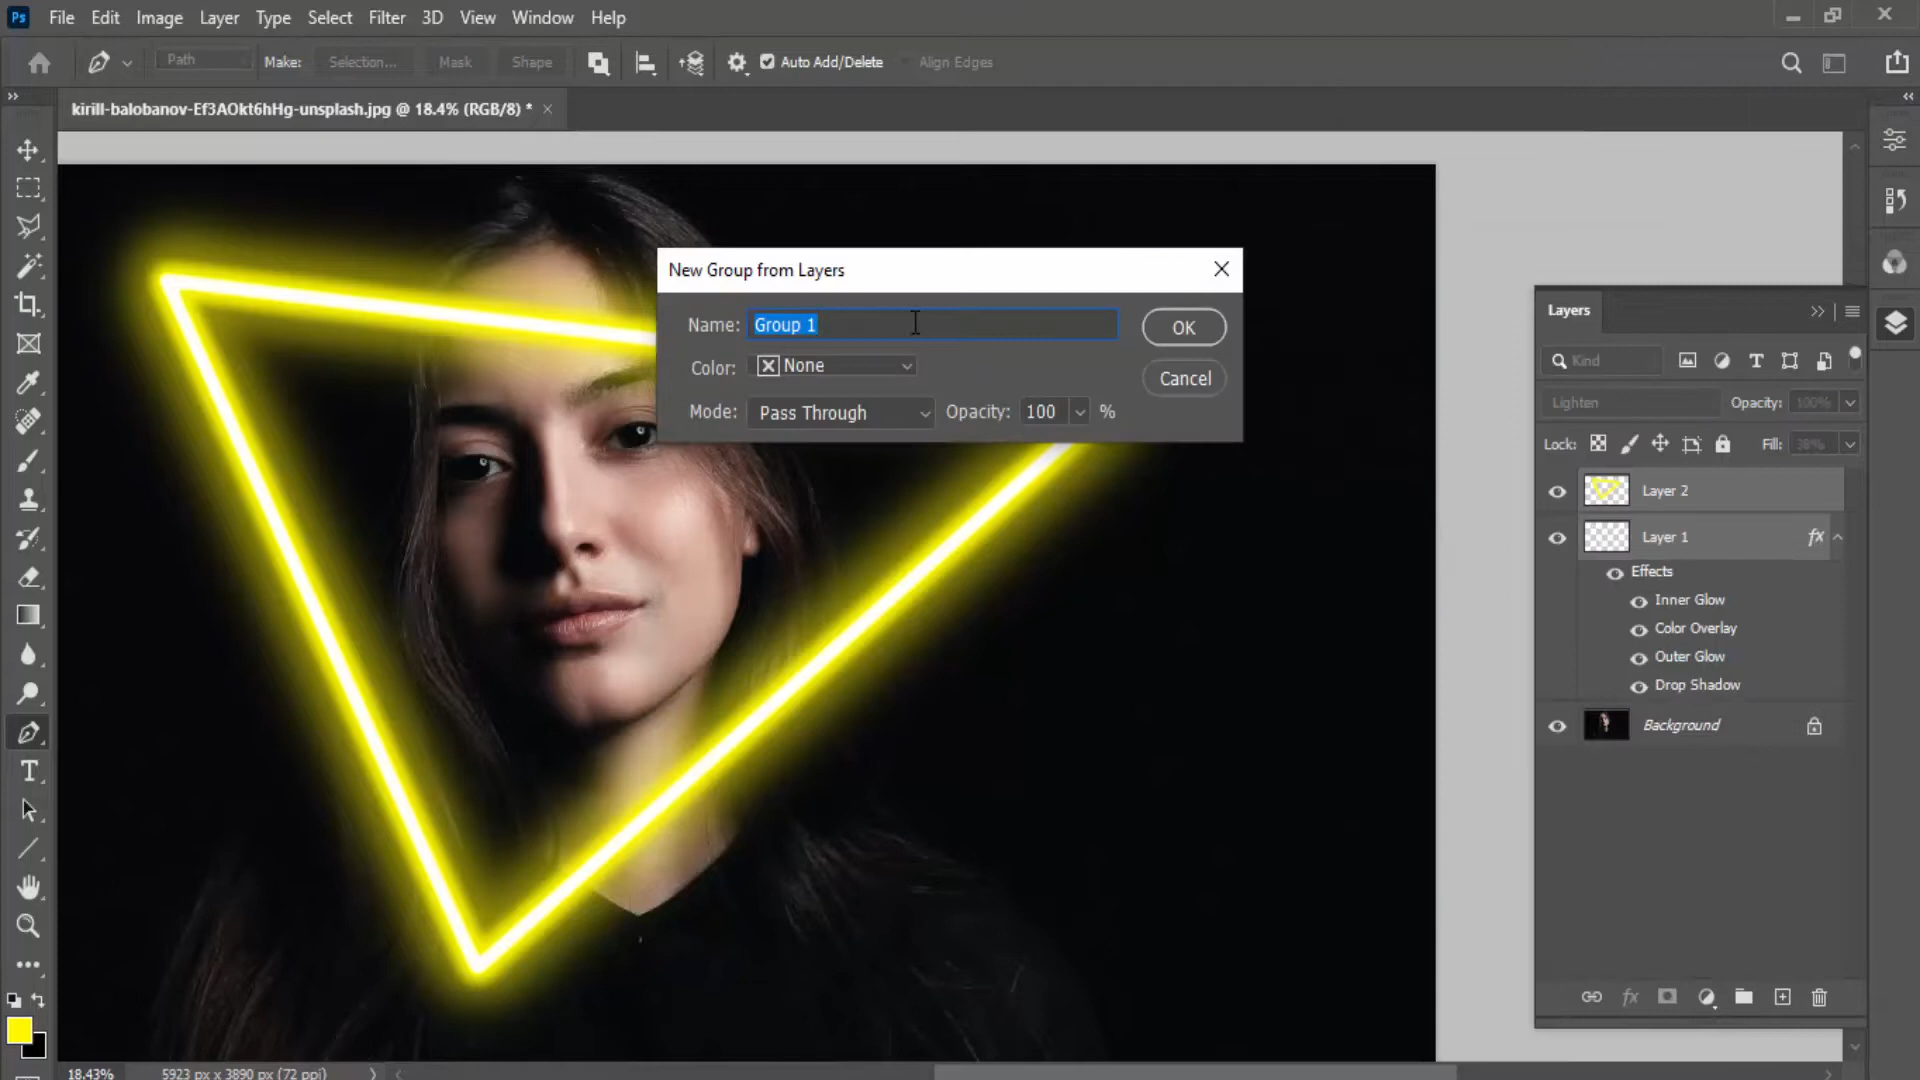 Ps File Edit Image Layer Type Select Filter 3D View Window Help
Path Make: Selection... Mask Shape Auto Add/Delete Align Edges
kirill-balobanov-Ef3AOkt6hHg-unsplash.jpg @ 18.4% (RGB/8) *
New Group from Layers
Name: Group 1 OK
Color: None Cancel
Mode: Pass Through Opacity: 100 %
Layers
Kind
Lighten Opacity: 100%
Lock: Fill: 38%
Layer 2
Layer 1 fx
Effects
Inner Glow
Color Overlay
Outer Glow
Drop Shadow
Background
fx
18.43% 5923 px x 3890 px (72 ppi)